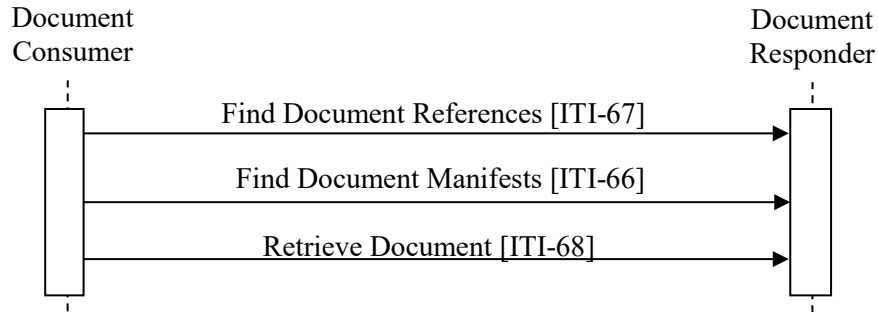 Document
Consumer
Document
Responder
Find Document References [ITI-67]
Find Document Manifests [ITI-66]
Retrieve Document [ITI-68]